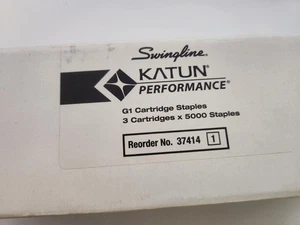 Swingline.
KATUN®
PERFORMANCE®
G1 Cartridge Staples
3 Cartridges x 5000 Staples
Reorder No. 37414 1